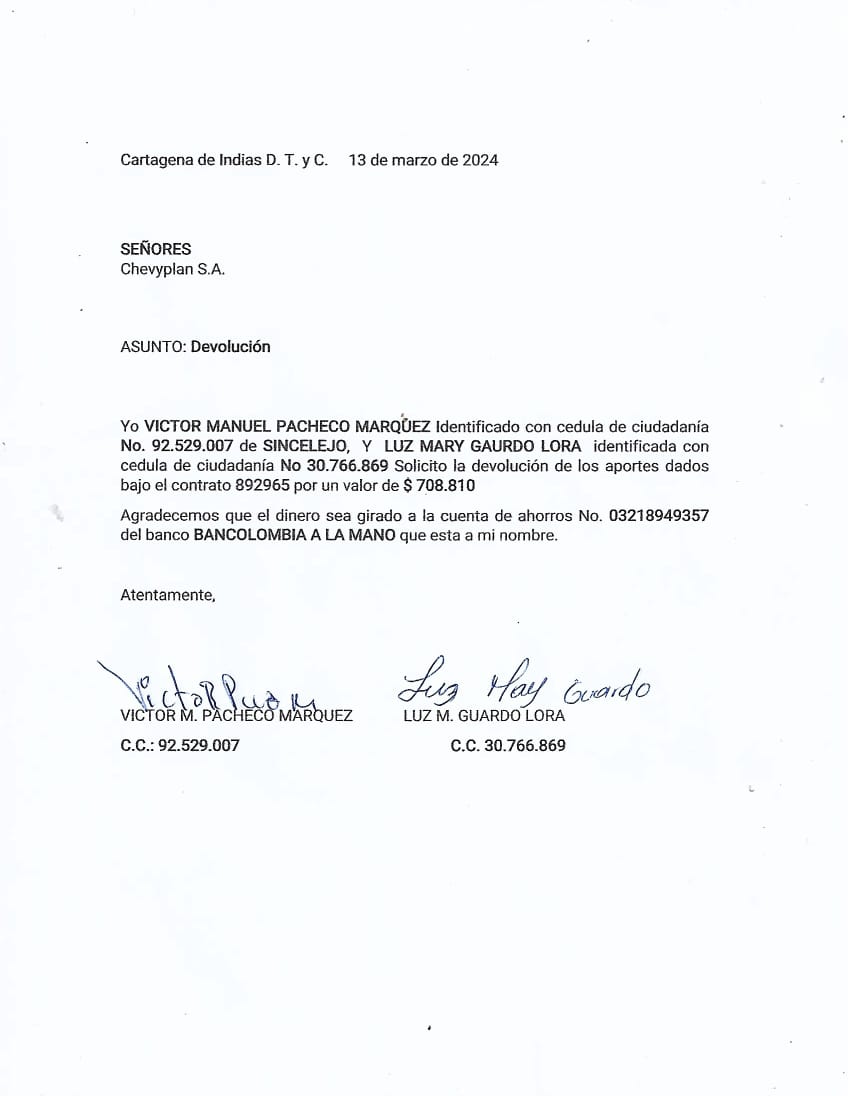 Cartagena de Indias D. T. y C. 13 de marzo de 2024
SEÑORES
Chevyplan S.A.
ASUNTO: Devolución
Yo VICTOR MANUEL PACHECO MARQUEZ Identificado con cedula de ciudadanía
No. 92.529.007 de SINCELEJO, Y LUZ MARY GAURDO LORA identificada con
cedula de ciudadanía No 30.766.869 Solicito la devolución de los aportes dados
bajo el contrato 892965 por un valor de $ 708.810
Agradecemos que el dinero sea girado a la cuenta de ahorros No. 03218949357
del banco BANCOLOMBIA A LA MANO que esta a mi nombre.
Atentamente,
Luz May Guardo
VICTOR M. PACHECO MARQUEZ LUZ M. GUARDO LORA
C.C.: 92.529.007 C.C. 30.766.869